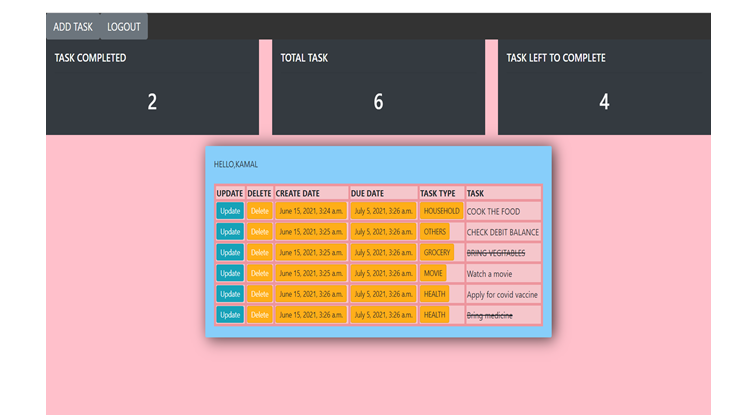 ADD TASK LOGOUT
TASK COMPLETED TOTAL TASK TASK LEFT TO COMPLETE
2 6 4
HELLO,KAMAL
UPDATE DELETE CREATE DATE DUE DATE TASK TYPE TASK
Update Delete June 15, 2021, 3:24 a.m. July 5, 2021, 3:26 a.m. HOUSEHOLD COOK THE FOOD
Update Delete June 15, 2021, 3:25 a.m. July 5, 2021, 3:26 a.m. OTHERS CHECK DEBIT BALANCE
Update Delete June 15, 2021, 3:25 a.m. July 5, 2021, 3:26 a.m. GROCERY BRING VEGITABLES
Update Delete June 15, 2021, 3:25 a.m. July 5, 2021, 3:26 a.m. MOVIE Watch a movie
Update Delete June 15, 2021, 3:26 a.m. July 5, 2021, 3:26 a.m. HEALTH Apply for covid vaccine
Update Delete June 15, 2021, 3:26 a.m. July 5, 2021, 3:26 a.m. HEALTH Bring medicine